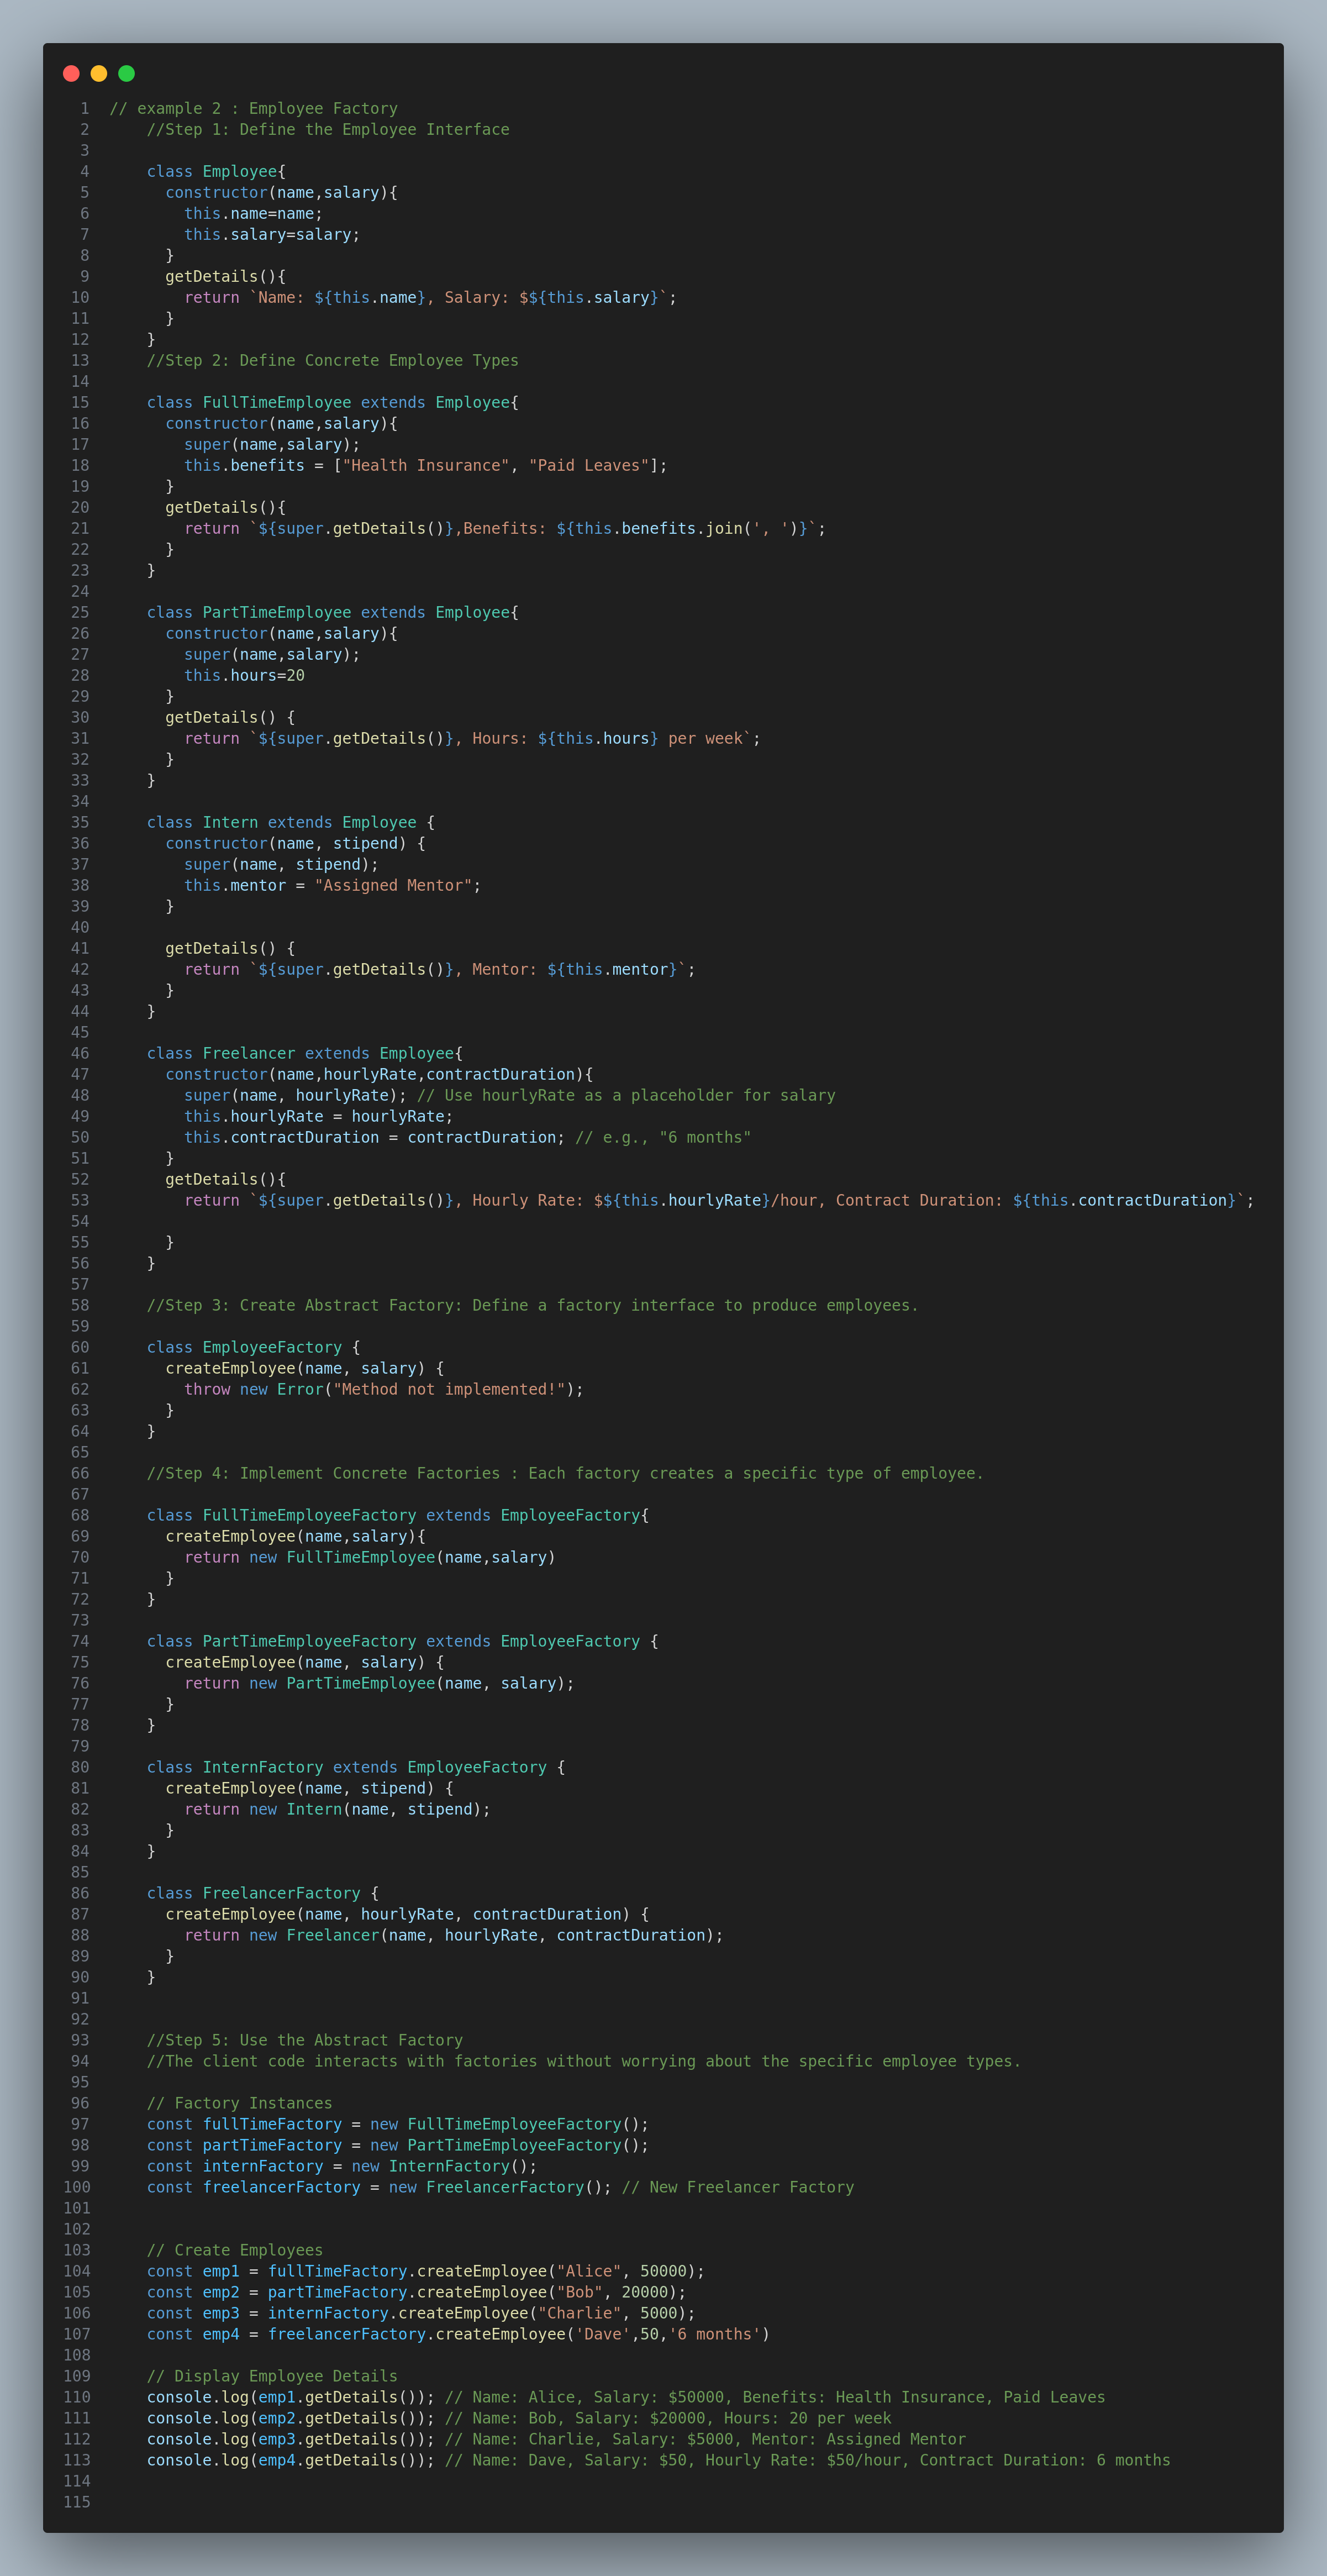 1 // example 2 : Employee Factory
2     //Step 1: Define the Employee Interface
3
4     class Employee{
5       constructor(name,salary){
6         this.name=name;
7         this.salary=salary;
8       }
9       getDetails(){
10         return `Name: ${this.name}, Salary: $${this.salary}`;
11       }
12     }
13     //Step 2: Define Concrete Employee Types
14
15     class FullTimeEmployee extends Employee{
16       constructor(name,salary){
17         super(name,salary);
18         this.benefits = ["Health Insurance", "Paid Leaves"];
19       }
20       getDetails(){
21         return `${super.getDetails()},Benefits: ${this.benefits.join(', ')}`;
22       }
23     }
24
25     class PartTimeEmployee extends Employee{
26       constructor(name,salary){
27         super(name,salary);
28         this.hours=20
29       }
30       getDetails() {
31         return `${super.getDetails()}, Hours: ${this.hours} per week`;
32       }
33     }
34
35     class Intern extends Employee {
36       constructor(name, stipend) {
37         super(name, stipend);
38         this.mentor = "Assigned Mentor";
39       }
40
41       getDetails() {
42         return `${super.getDetails()}, Mentor: ${this.mentor}`;
43       }
44     }
45
46     class Freelancer extends Employee{
47       constructor(name,hourlyRate,contractDuration){
48         super(name, hourlyRate); // Use hourlyRate as a placeholder for salary
49         this.hourlyRate = hourlyRate;
50         this.contractDuration = contractDuration; // e.g., "6 months"
51       }
52       getDetails(){
53         return `${super.getDetails()}, Hourly Rate: $${this.hourlyRate}/hour, Contract Duration: ${this.contractDuration}`;
54
55       }
56     }
57
58     //Step 3: Create Abstract Factory: Define a factory interface to produce employees.
59
60     class EmployeeFactory {
61       createEmployee(name, salary) {
62         throw new Error("Method not implemented!");
63       }
64     }
65
66     //Step 4: Implement Concrete Factories : Each factory creates a specific type of employee.
67
68     class FullTimeEmployeeFactory extends EmployeeFactory{
69       createEmployee(name,salary){
70         return new FullTimeEmployee(name,salary)
71       }
72     }
73
74     class PartTimeEmployeeFactory extends EmployeeFactory {
75       createEmployee(name, salary) {
76         return new PartTimeEmployee(name, salary);
77       }
78     }
79
80     class InternFactory extends EmployeeFactory {
81       createEmployee(name, stipend) {
82         return new Intern(name, stipend);
83       }
84     }
85
86     class FreelancerFactory {
87       createEmployee(name, hourlyRate, contractDuration) {
88         return new Freelancer(name, hourlyRate, contractDuration);
89       }
90     }
91
92
93     //Step 5: Use the Abstract Factory
94     //The client code interacts with factories without worrying about the specific employee types.
95
96     // Factory Instances
97     const fullTimeFactory = new FullTimeEmployeeFactory();
98     const partTimeFactory = new PartTimeEmployeeFactory();
99     const internFactory = new InternFactory();
100     const freelancerFactory = new FreelancerFactory(); // New Freelancer Factory
101
102
103     // Create Employees
104     const emp1 = fullTimeFactory.createEmployee("Alice", 50000);
105     const emp2 = partTimeFactory.createEmployee("Bob", 20000);
106     const emp3 = internFactory.createEmployee("Charlie", 5000);
107     const emp4 = freelancerFactory.createEmployee('Dave',50,'6 months')
108
109     // Display Employee Details
110     console.log(emp1.getDetails()); // Name: Alice, Salary: $50000, Benefits: Health Insurance, Paid Leaves
111     console.log(emp2.getDetails()); // Name: Bob, Salary: $20000, Hours: 20 per week
112     console.log(emp3.getDetails()); // Name: Charlie, Salary: $5000, Mentor: Assigned Mentor
113     console.log(emp4.getDetails()); // Name: Dave, Salary: $50, Hourly Rate: $50/hour, Contract Duration: 6 months
114
115